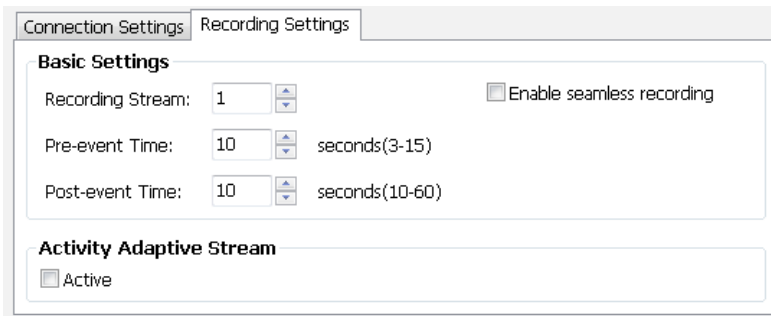 Connection Settings Recording Settings
Basic Settings
Recording Stream: 1 Enable seamless recording
Pre-event Time: 10 seconds(3-15)
Post-event Time: 10 seconds(10-60)
Activity Adaptive Stream
Active